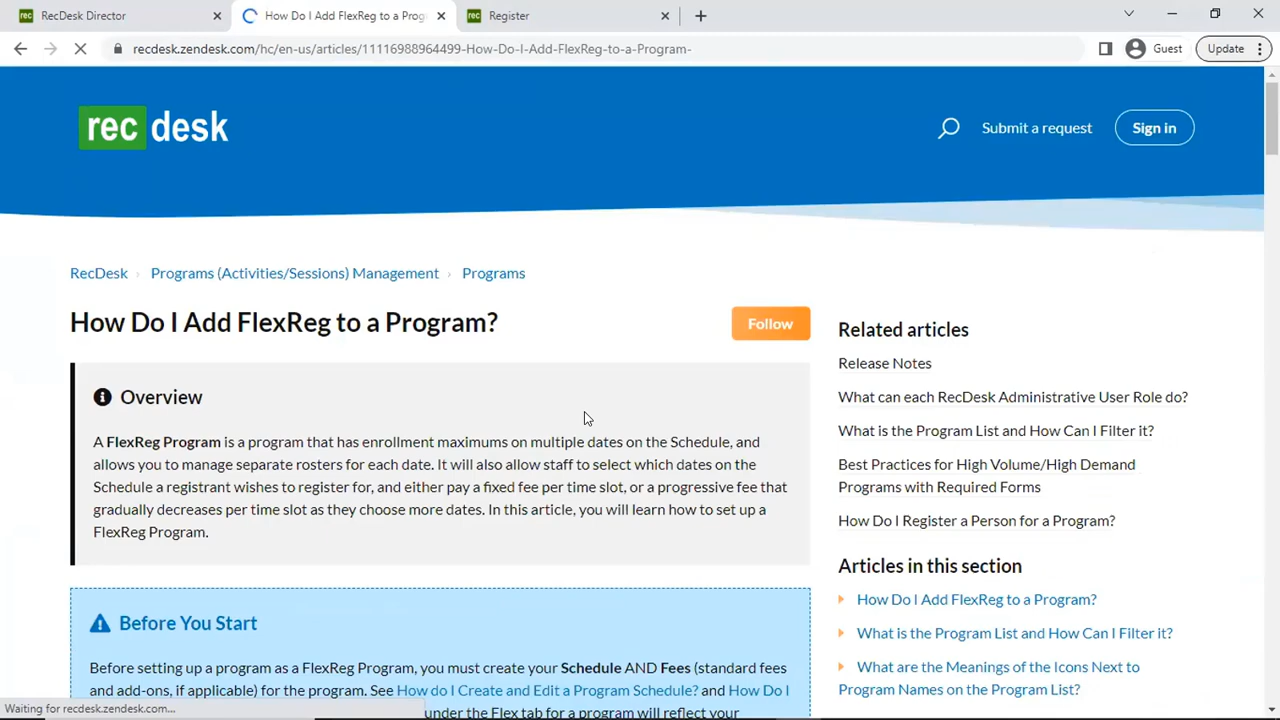 RecDesk Director
How Do I Add FlexReg to a Prog
Register
recdesk.zendesk.com/hc/en-us/articles/11116988964499-How-Do-I-Add-FlexReg-to-a-Program-
Guest
Update
rec desk
Submit a request
Sign in
RecDesk
Programs (Activities/Sessions) Management
Programs
How Do I Add FlexReg to a Program?
Follow
Overview
A FlexReg Program is a program that has enrollment maximums on multiple dates on the Schedule, and
allows you to manage separate rosters for each date. It will also allow staff to select which dates on the
Schedule a registrant wishes to register for, and either pay a fixed fee per time slot, or a progressive fee that
gradually decreases per time slot as they choose more dates. In this article, you will learn how to set up a
FlexReg Program.
Before You Start
Before setting up a program as a FlexReg Program, you must create your Schedule AND Fees (standard fees
and add-ons, if applicable) for the program. See How do I Create and Edit a Program Schedule? and How Do I
under the Flex tab for a program will reflect your
Related articles
Release Notes
What can each RecDesk Administrative User Role do?
What is the Program List and How Can I Filter it?
Best Practices for High Volume/High Demand
Programs with Required Forms
How Do I Register a Person for a Program?
Articles in this section
How Do I Add FlexReg to a Program?
What is the Program List and How Can I Filter it?
What are the Meanings of the Icons Next to
Program Names on the Program List?
Waiting for recdesk.zendesk.com...